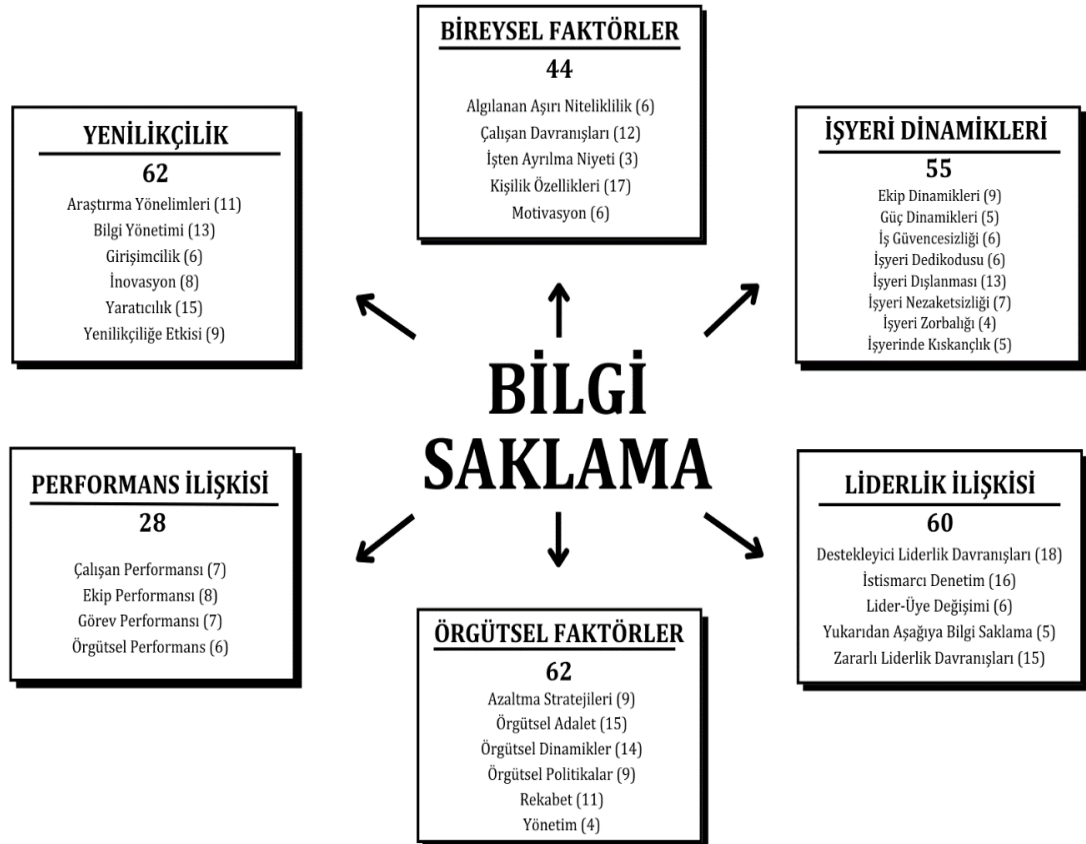 BİREYSEL FAKTÖRLER
44
Algılanan Aşırı Niteliklilik (6)
Çalışan Davranışları (12)
İşten Ayrılma Niyeti (3)
Kişilik Özellikleri (17)
Motivasyon (6)
YENİLİKÇİLİK
62
Araştırma Yönelimleri (11)
Bilgi Yönetimi (13)
Girişimcilik (6)
İnovasyon (8)
Yaratıcılık (15)
Yenilikçiliğe Etkisi (9)
İŞYERİ DİNAMİKLERİ
55
Ekip Dinamikleri (9)
Güç Dinamikleri (5)
İş Güvencesizliği (6)
İşyeri Dedikodusu (6)
İşyeri Dışlanması (13)
İşyeri Nezaketsizliği (7)
İşyeri Zorbalığı (4)
İşyerinde Kıskançlık (5)
BİLGİ
SAKLAMA
PERFORMANS İLİŞKİSİ
28
Çalışan Performansı (7)
Ekip Performansı (8)
Görev Performansı (7)
Örgütsel Performans (6)
LİDERLİK İLİŞKİSİ
60
Destekleyici Liderlik Davranışları (18)
İstismarcı Denetim (16)
Lider-Üye Değişimi (6)
Yukarıdan Aşağıya Bilgi Saklama (5)
Zararlı Liderlik Davranışları (15)
ÖRGÜTSEL FAKTÖRLER
62
Azaltma Stratejileri (9)
Örgütsel Adalet (15)
Örgütsel Dinamikler (14)
Örgütsel Politikalar (9)
Rekabet (11)
Yönetim (4)